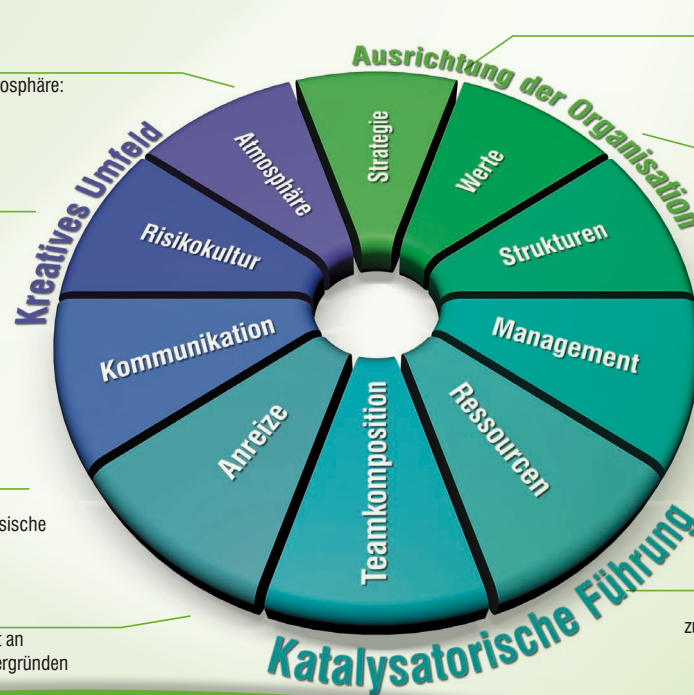 Ausrichtung der Organisation
Kreatives Umfeld
Katalysatorische Führung
Strategie
Werte
Strukturen
Management
Ressourcen
Teamkomposition
Anreize
Kommunikation
Risikokultur
Atmosphäre
osphäre:
sische
t an
ergründen
zu